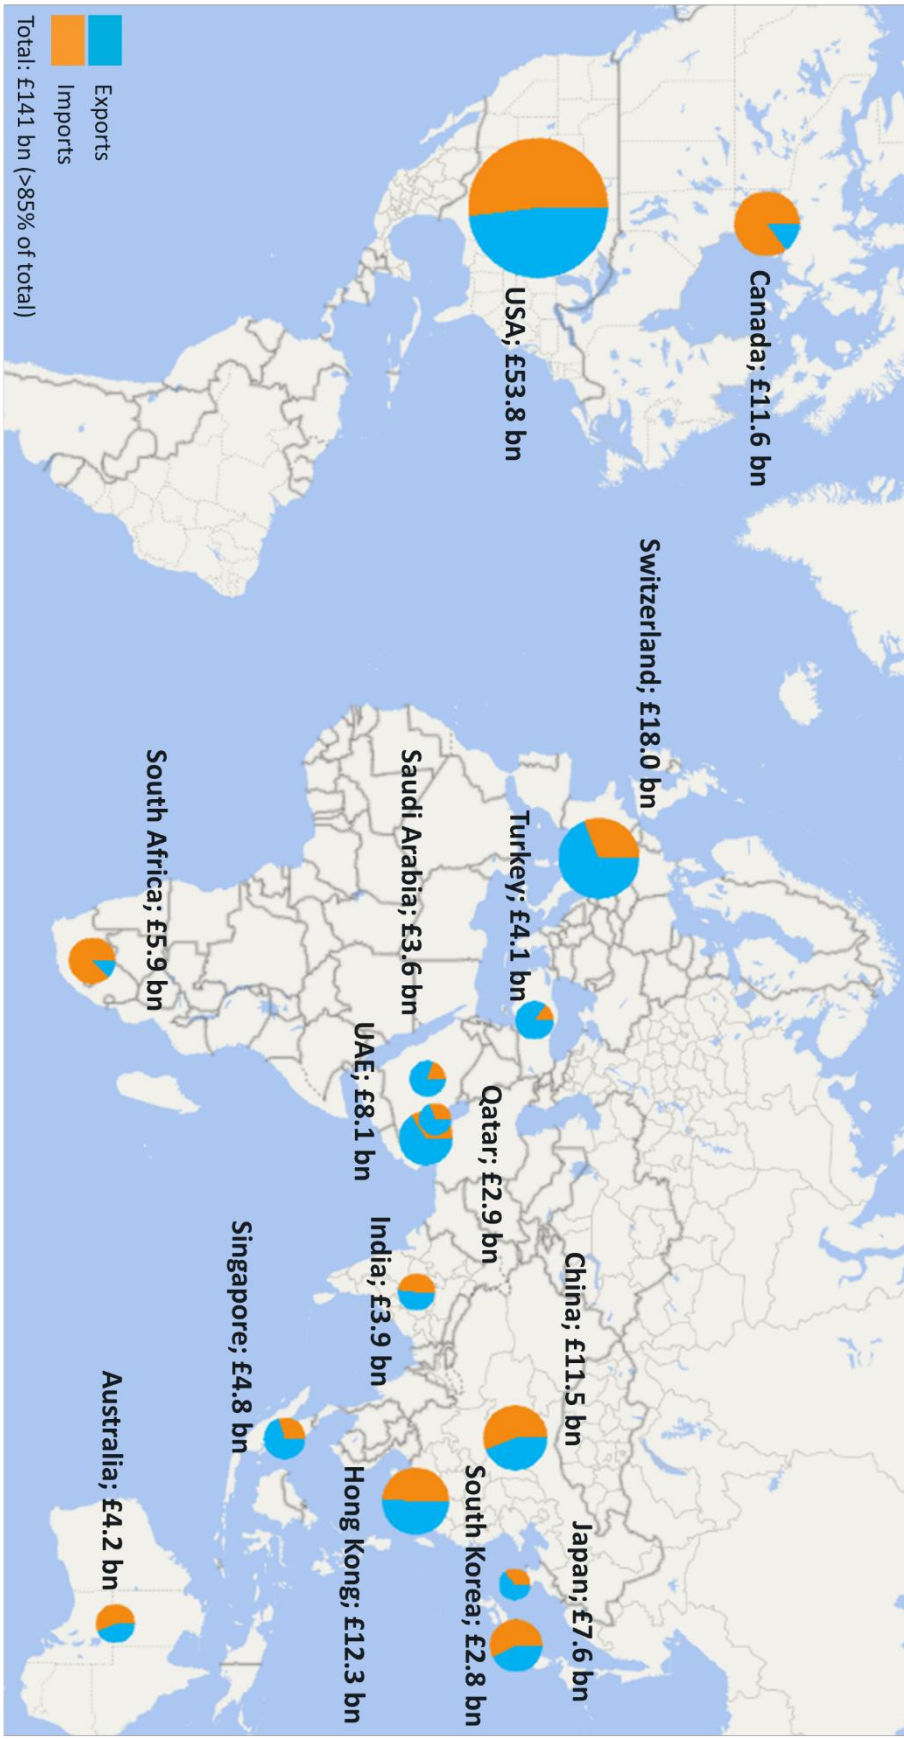 Canada; £11.6 bn
USA; £53.8 bn
Switzerland; £18.0 bn
Turkey; £4.1 bn
Saudi Arabia; £3.6 bn
Qatar; £2.9 bn
UAE; £8.1 bn
South Africa; £5.9 bn
China; £11.5 bn
Japan; £7.6 bn
South Korea; £2.8 bn
India; £3.9 bn
Hong Kong; £12.3 bn
Singapore; £4.8 bn
Australia; £4.2 bn
Exports
Imports
Total: £141 bn (>85% of total)